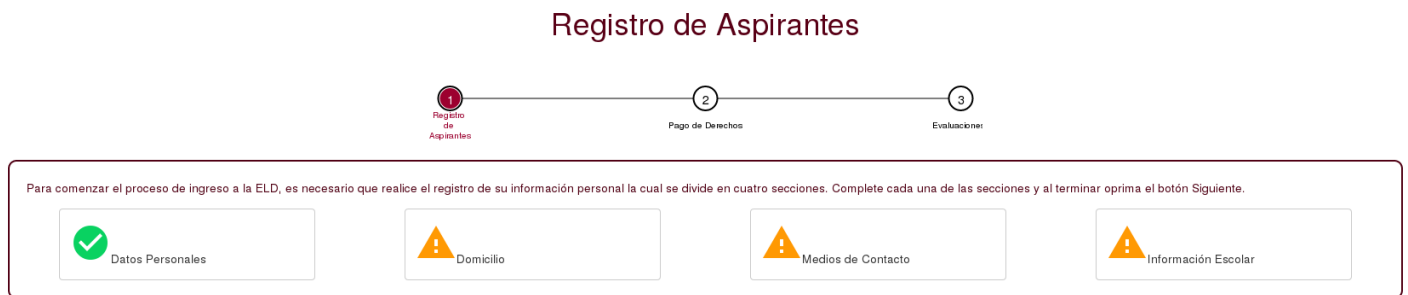 Registro de Aspirantes
1
2
3
Registro
de
Aspirantes
Pago de Derechos
Evaluaciones
Para comenzar el proceso de ingreso a la ELD, es necesario que realice el registro de su información personal la cual se divide en cuatro secciones. Complete cada una de las secciones y al terminar oprima el botón Siguiente.
Datos Personales
Domicilio
Medios de Contacto
Información Escolar